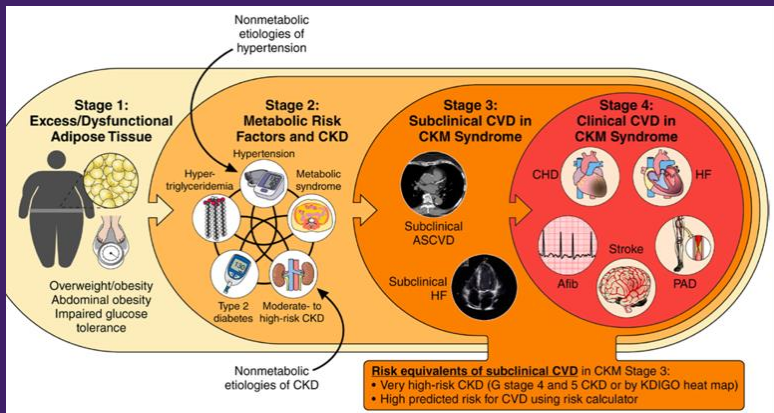 Nonmetabolic
etiologies of
hypertension
Stage 1:
Excess/Dysfunctional
Adipose Tissue
Overweight/obesity
Abdominal obesity
Impaired glucose
tolerance
Stage 2:
Metabolic Risk
Factors and CKD
Hypertension
Hyper-
triglyceridemia
Metabolic
syndrome
Type 2
diabetes
Moderate- to
high-risk CKD
Nonmetabolic
etiologies of CKD
Stage 3:
Subclinical CVD in
CKM Syndrome
Subclinical
ASCVD
Subclinical
HF
Stage 4:
Clinical CVD in
CKM Syndrome
CHD
HF
Afib
Stroke
PAD
Risk equivalents of subclinical CVD in CKM Stage 3:
• Very high-risk CKD (G stage 4 and 5 CKD or by KDIGO heat map)
• High predicted risk for CVD using risk calculator